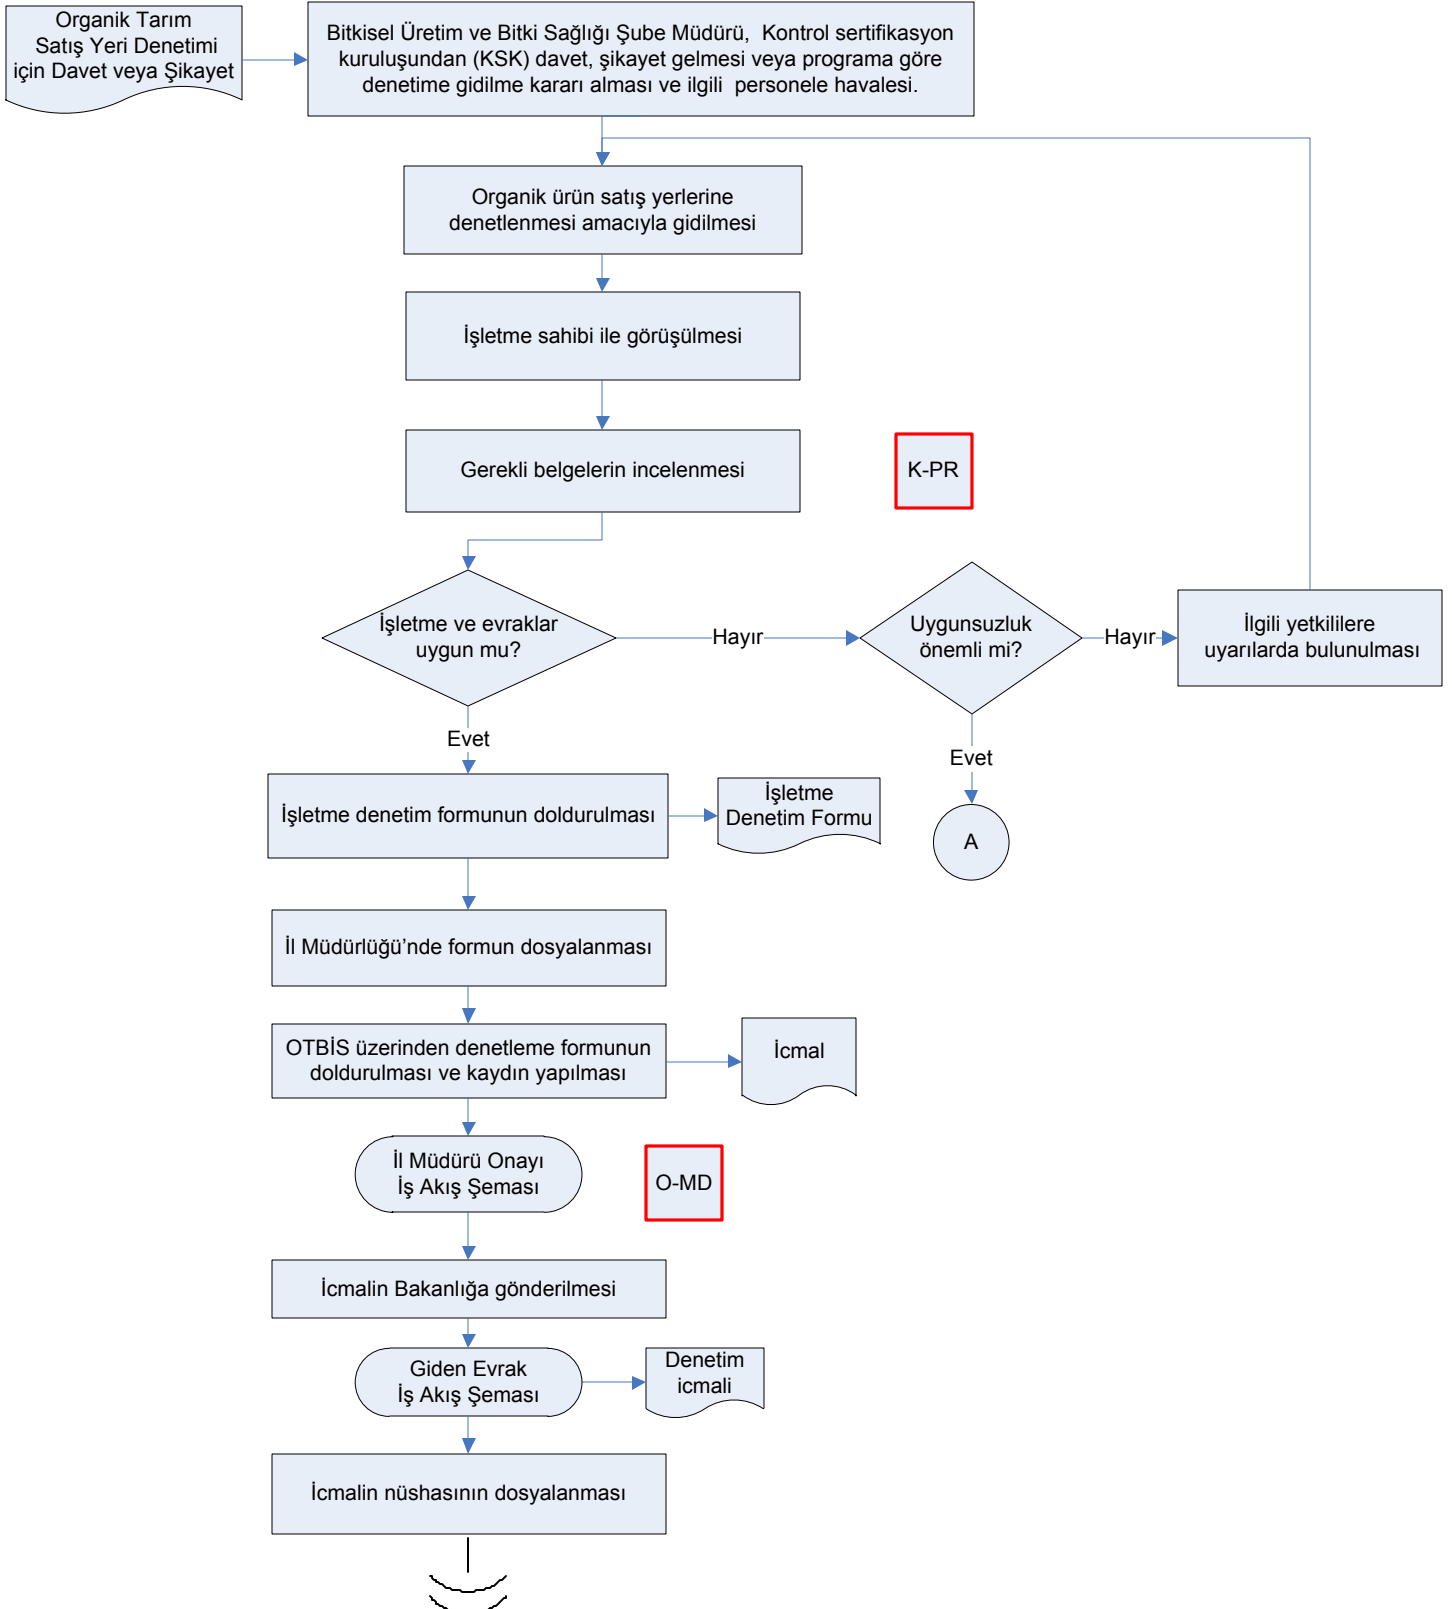 Organik Tarım
Satış Yeri Denetimi
için Davet veya Şikayet
Bitkisel Üretim ve Bitki Sağlığı Şube Müdürü, Kontrol sertifikasyon
kuruluşundan (KSK) davet, şikayet gelmesi veya programa göre
denetime gidilme kararı alması ve ilgili personele havalesi.
Organik ürün satış yerlerine
denetlenmesi amacıyla gidilmesi
İşletme sahibi ile görüşülmesi
Gerekli belgelerin incelenmesi
K-PR
İşletme ve evraklar
uygun mu?
Hayır
Uygunsuzluk
önemli mi?
Hayır
İlgili yetkililere
uyarılarda bulunulması
Evet
Evet
İşletme denetim formunun doldurulması
İşletme
Denetim Formu
A
İl Müdürlüğü’nde formun dosyalanması
OTBİS üzerinden denetleme formunun
doldurulması ve kaydın yapılması
İcmal
İl Müdürü Onayı
İş Akış Şeması
O-MD
İcmalin Bakanlığa gönderilmesi
Giden Evrak
İş Akış Şeması
Denetim
icmali
İcmalin nüshasının dosyalanması